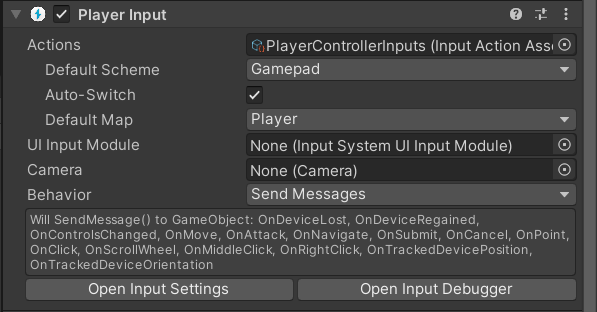 Player Input
Actions PlayerControllerInputs (Input Action Asse
Default Scheme Gamepad
Auto-Switch
Default Map Player
UI Input Module None (Input System UI Input Module)
Camera None (Camera)
Behavior Send Messages
Will SendMessage() to GameObject: OnDeviceLost, OnDeviceRegained,
OnControlsChanged, OnMove, OnAttack, OnNavigate, OnSubmit, OnCancel, OnPoint,
OnClick, OnScrollWheel, OnMiddleClick, OnRightClick, OnTrackedDevicePosition,
OnTrackedDeviceOrientation
Open Input Settings Open Input Debugger